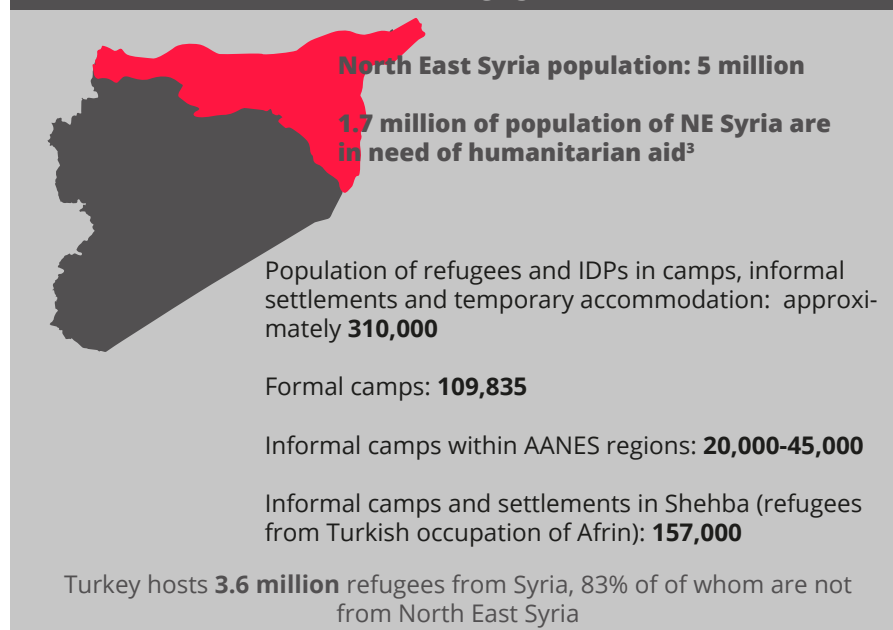 North East Syria population: 5 million
1.7 million of population of NE Syria are
in need of humanitarian aid³
Population of refugees and IDPs in camps, informal
settlements and temporary accommodation:  approxi-
mately 310,000
Formal camps: 109,835
Informal camps within AANES regions: 20,000-45,000
Informal camps and settlements in Shehba (refugees
from Turkish occupation of Afrin): 157,000
Turkey hosts 3.6 million refugees from Syria, 83% of of whom are not
from North East Syria